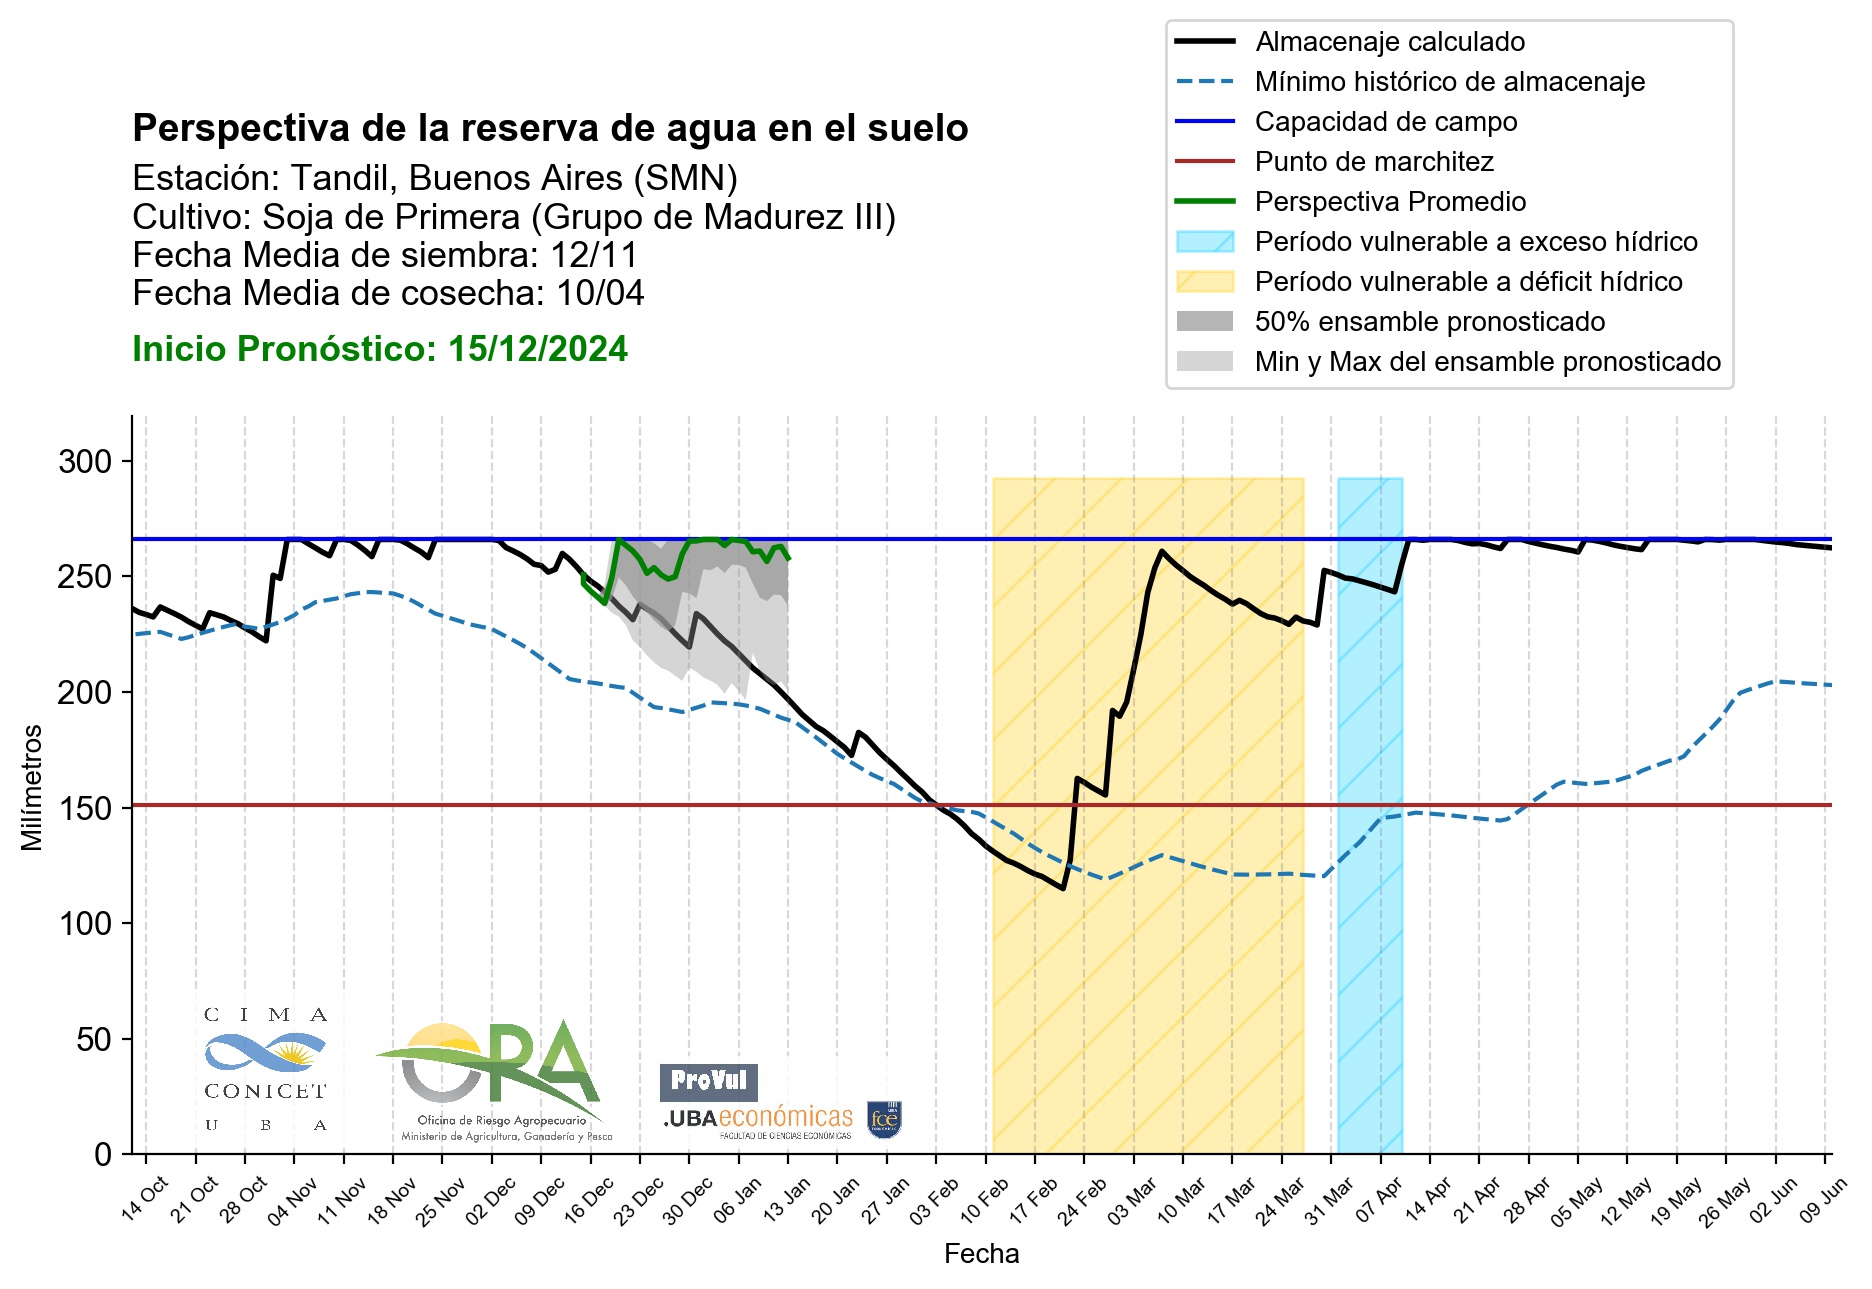 Almacenaje calculado
Mínimo histórico de almacenaje
Capacidad de campo
Punto de marchitez
Perspectiva Promedio
Período vulnerable a exceso hídrico
Período vulnerable a déficit hídrico
50% ensamble pronosticado
Min y Max del ensamble pronosticado
Perspectiva de la reserva de agua en el suelo
Estación: Tandil, Buenos Aires (SMN)
Cultivo: Soja de Primera (Grupo de Madurez III)
Fecha Media de siembra: 12/11
Fecha Media de cosecha: 10/04
Inicio Pronóstico: 15/12/2024
Milímetros
300
250
200
150
100
50
0
CIMA
CONICET
UBA
ORA
Oficina de Riesgo Agropecuario
Ministerio de Agricultura, Ganadería y Pesca
ProVul
.UBAeconómicas
FACULTAD DE CIENCIAS ECONÓMICAS
UBA
fce
ECONÓMICAS
14 Oct
21 Oct
28 Oct
04 Nov
11 Nov
18 Nov
25 Nov
02 Dec
09 Dec
16 Dec
23 Dec
30 Dec
06 Jan
13 Jan
20 Jan
27 Jan
03 Feb
10 Feb
17 Feb
24 Feb
03 Mar
10 Mar
17 Mar
24 Mar
31 Mar
07 Apr
14 Apr
21 Apr
28 Apr
05 May
12 May
19 May
26 May
02 Jun
09 Jun
Fecha